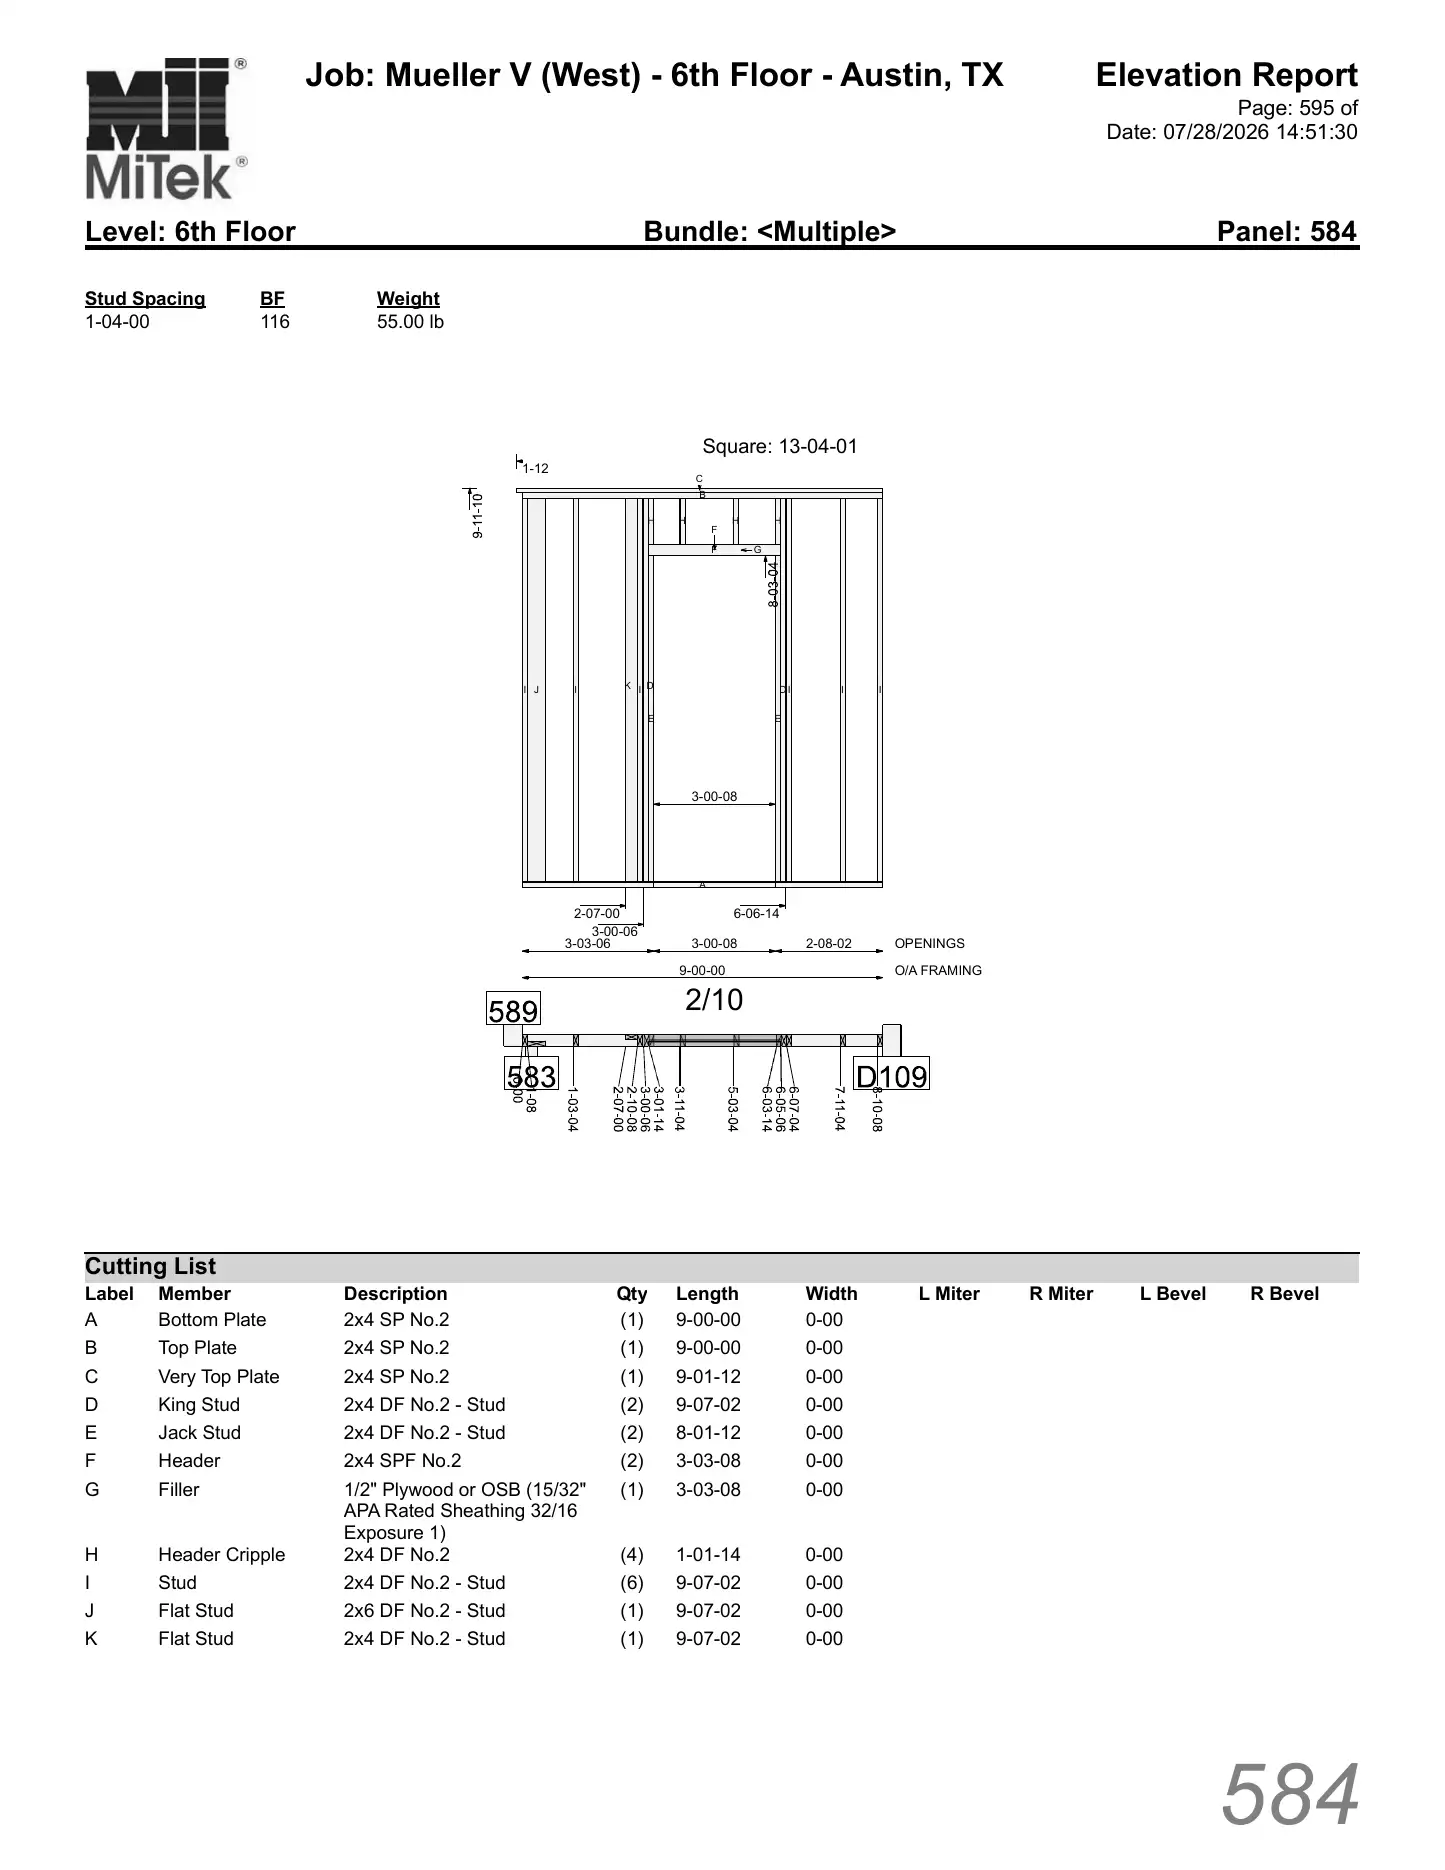 Job: Mueller V (West) - 6th Floor - Austin, TX
Elevation Report
Page: 595 of
Date: 07/28/2026 14:51:30
MiTek®
Level: 6th Floor Bundle: <Multiple> Panel: 584
Stud Spacing BF Weight
1-04-00 116 55.00 lb
Square: 13-04-01
1-12
9-11-10
C
B
H H H H
F
F G
8-03-04
I J I K I D D I I I
E E
3-00-08
A
2-07-00 6-06-14
3-00-06
3-03-06 3-00-08 2-08-02 OPENINGS
9-00-00 O/A FRAMING
2/10
589
583 D109
1-08
1-03-04
2-07-00
2-10-08
3-00-06
3-01-14
3-11-04
5-03-04
6-03-14
6-05-06
6-07-04
7-11-04
8-10-08
Cutting List
Label Member Description Qty Length Width L Miter R Miter L Bevel R Bevel
A Bottom Plate 2x4 SP No.2 (1) 9-00-00 0-00
B Top Plate 2x4 SP No.2 (1) 9-00-00 0-00
C Very Top Plate 2x4 SP No.2 (1) 9-01-12 0-00
D King Stud 2x4 DF No.2 - Stud (2) 9-07-02 0-00
E Jack Stud 2x4 DF No.2 - Stud (2) 8-01-12 0-00
F Header 2x4 SPF No.2 (2) 3-03-08 0-00
G Filler 1/2" Plywood or OSB (15/32" (1) 3-03-08 0-00
APA Rated Sheathing 32/16
Exposure 1)
H Header Cripple 2x4 DF No.2 (4) 1-01-14 0-00
I Stud 2x4 DF No.2 - Stud (6) 9-07-02 0-00
J Flat Stud 2x6 DF No.2 - Stud (1) 9-07-02 0-00
K Flat Stud 2x4 DF No.2 - Stud (1) 9-07-02 0-00
584